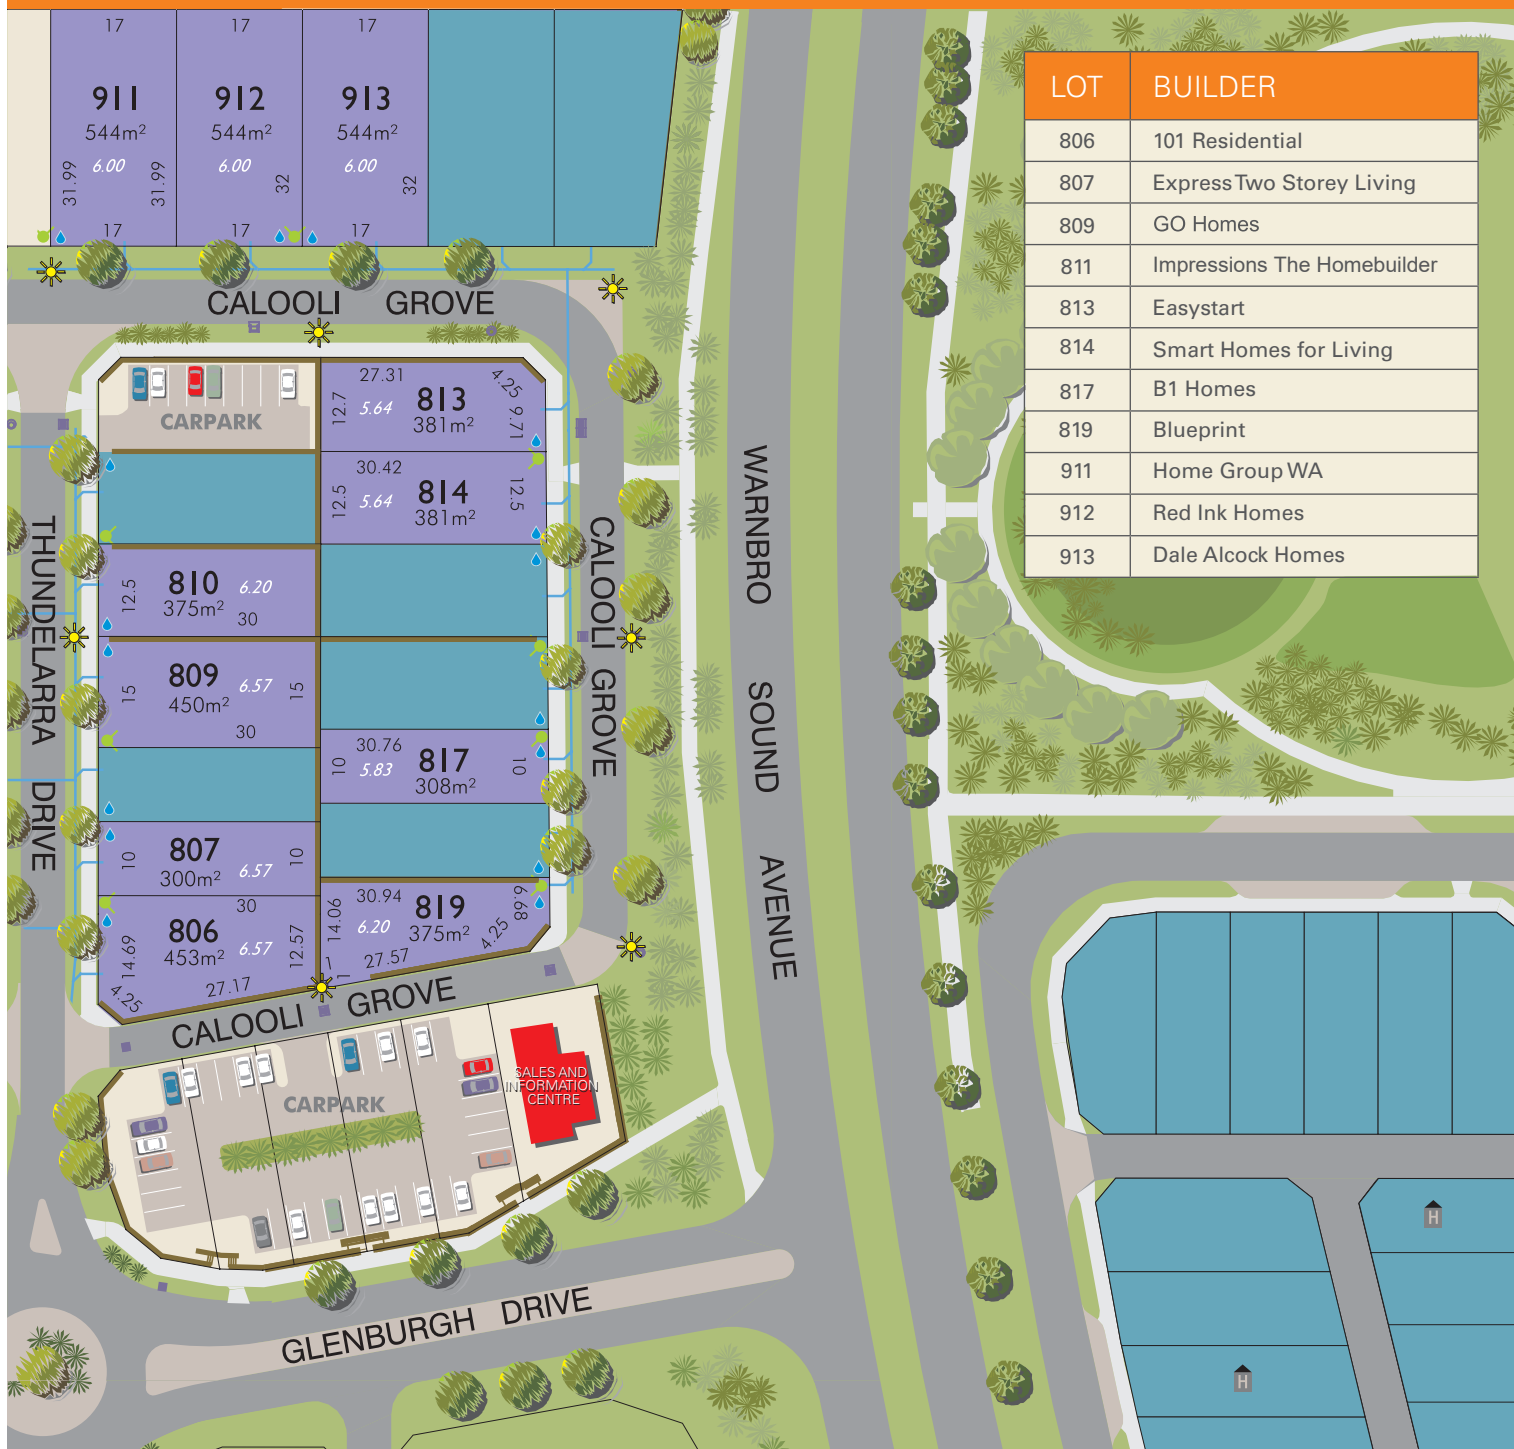 17 17 17
911 912 913
544m² 544m² 544m²
6.00 6.00 6.00
31.99 31.99 32 32
17 17 17
LOT BUILDER
806 101 Residential
807 Express Two Storey Living
809 GO Homes
811 Impressions The Homebuilder
813 Easystart
814 Smart Homes for Living
817 B1 Homes
819 Blueprint
911 Home Group WA
912 Red Ink Homes
913 Dale Alcock Homes
CALOOLI GROVE
CARPARK
27.31 4.25
12.7 5.64 813 9.71
381m²
30.42
12.5 5.64 814 12.5
381m²
12.5 810 6.20
375m² 30
15 809 6.57 15
450m²
30
30.76
10 5.83 817 10
308m²
10 807 6.57 10
300m²
30
806
14.69 453m² 6.57 12.57
4.25 27.17
30.94 6.68
14.06 819
6.20 375m² 4.25
1 27.57
1
THUNDELARRA DRIVE
CALOOLI GROVE
WARNBRO SOUND AVENUE
CALOOLI GROVE
CARPARK
SALES AND
INFORMATION
CENTRE
GLENBURGH DRIVE
H
H